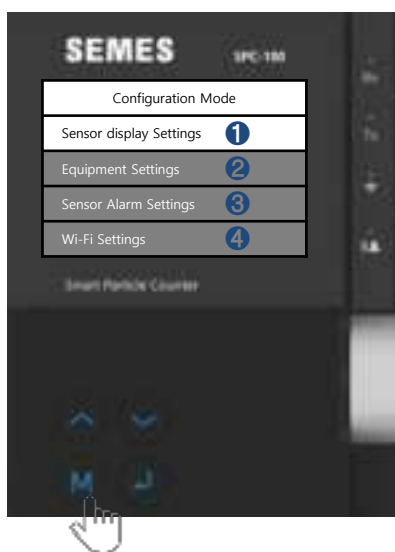 SEMES
SPC-100
Configuration Mode
Sensor display Settings 1
Equipment Settings 2
Sensor Alarm Settings 3
Wi-Fi Settings 4
Smart Particle Counter
M